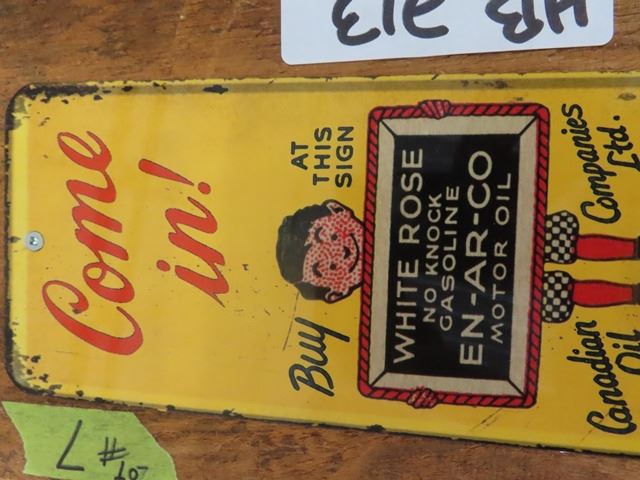 HB 213
Come
in!
Buy
AT
THIS
SIGN
WHITE ROSE
NO KNOCK
GASOLINE
EN-AR-CO
MOTOR OIL
Canadian
Oil
Companies
Ltd.
LOT
# 7